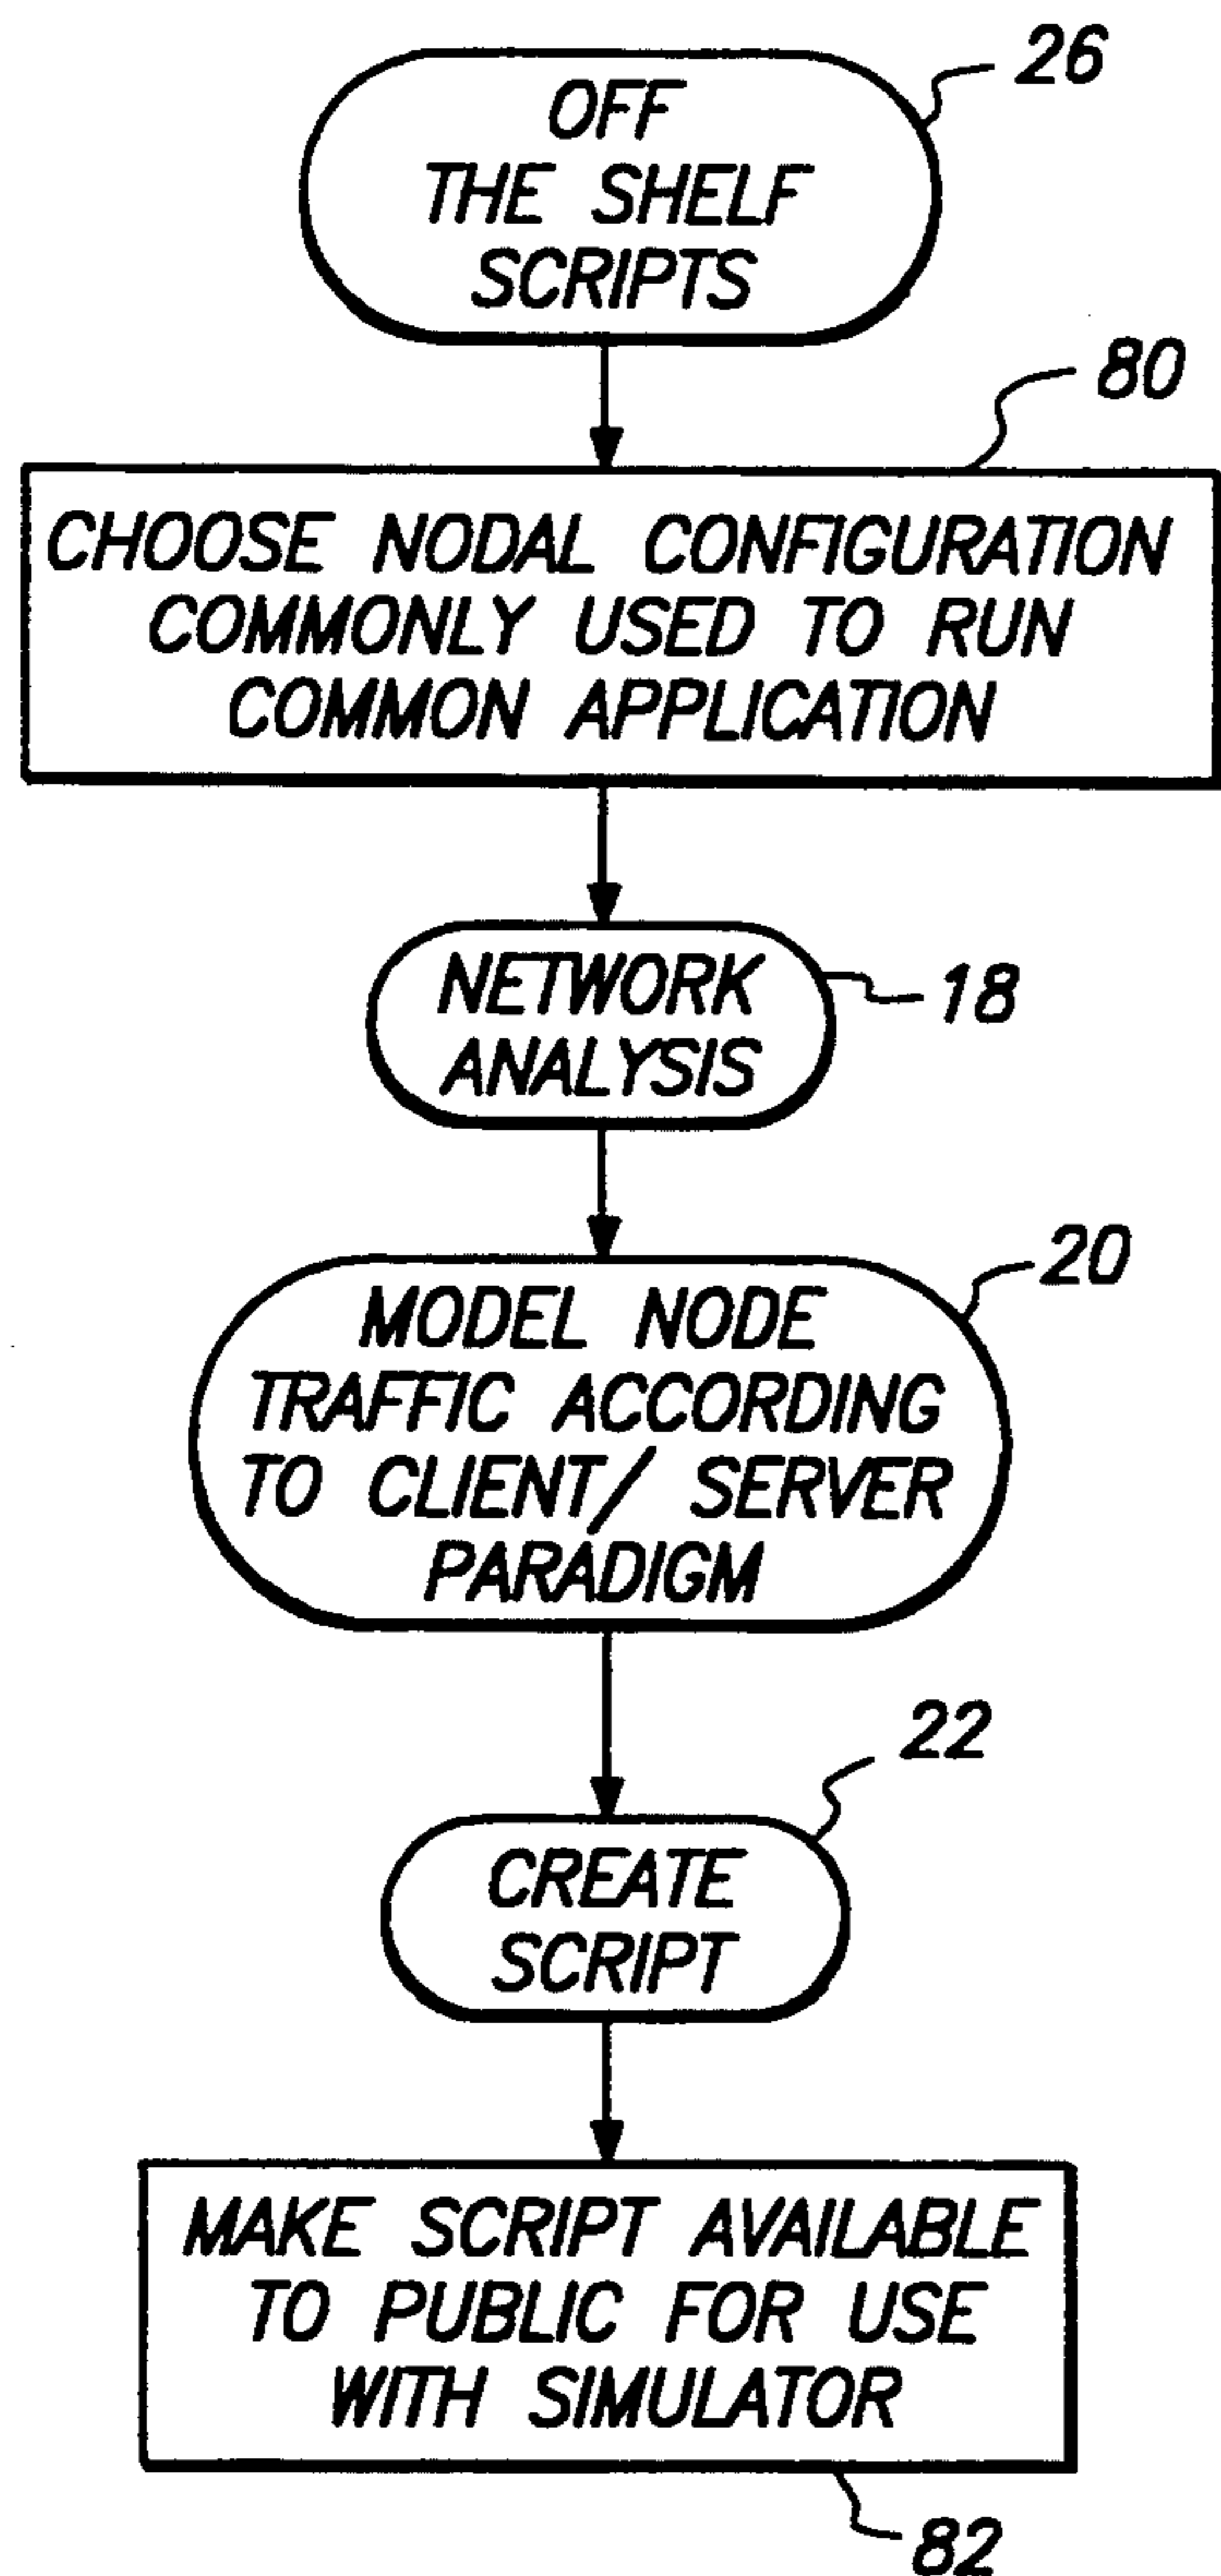 26
OFF
THE SHELF
SCRIPTS
80
CHOOSE NODAL CONFIGURATION
COMMONLY USED TO RUN
COMMON APPLICATION
NETWORK
ANALYSIS
18
20
MODEL NODE
TRAFFIC ACCORDING
TO CLIENT/ SERVER
PARADIGM
22
CREATE
SCRIPT
MAKE SCRIPT AVAILABLE
TO PUBLIC FOR USE
WITH SIMULATOR
82